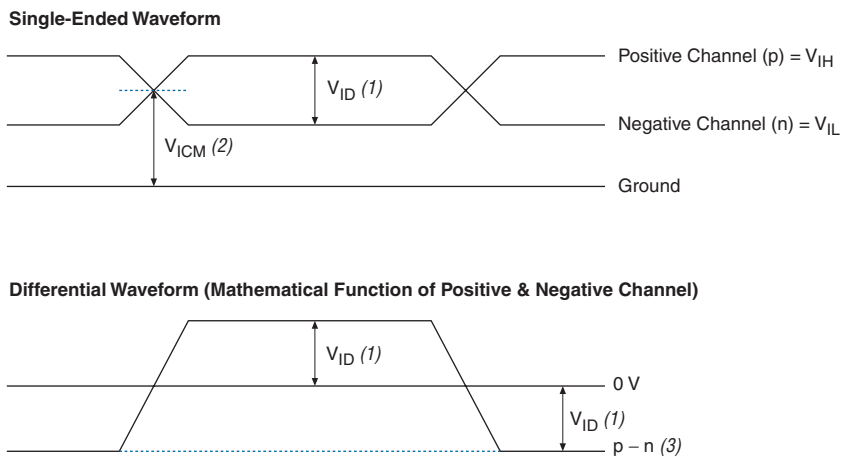 Single-Ended Waveform
Positive Channel (p) = VIH
VID (1)
Negative Channel (n) = VIL
VICM (2)
Ground
Differential Waveform (Mathematical Function of Positive & Negative Channel)
VID (1)
0 V
VID (1)
p − n (3)